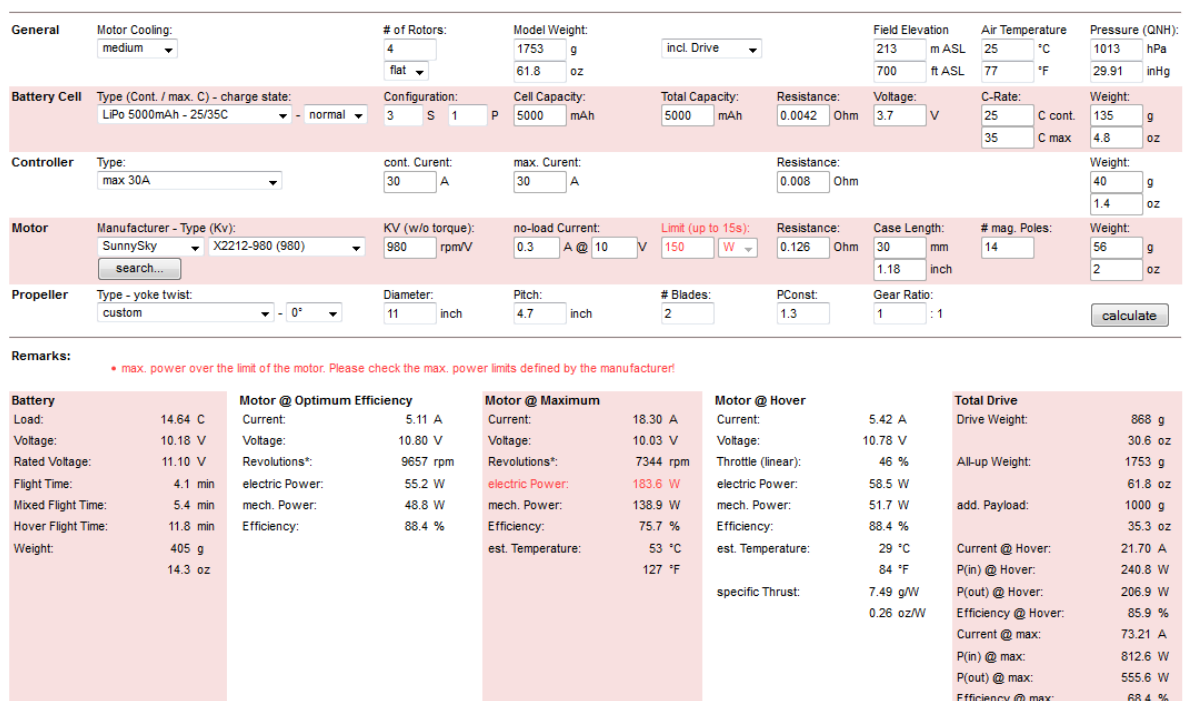 General Motor Cooling: # of Rotors: Model Weight: Field Elevation Air Temperature Pressure (QNH):
medium 4 1753 g incl. Drive 213 m ASL 25 °C 1013 hPa
flat 61.8 oz 700 ft ASL 77 °F 29.91 inHg
Battery Cell Type (Cont. / max. C) - charge state: Configuration: Cell Capacity: Total Capacity: Resistance: Voltage: C-Rate: Weight:
LiPo 5000mAh - 25/35C - normal 3 S 1 P 5000 mAh 5000 mAh 0.0042 Ohm 3.7 V 25 C cont. 135 g
35 C max 4.8 oz
Controller Type: cont. Curent: max. Curent: Resistance: Weight:
max 30A 30 A 30 A 0.008 Ohm 40 g
1.4 oz
Motor Manufacturer - Type (Kv): KV (w/o torque): no-load Current: Limit (up to 15s): Resistance: Case Length: # mag. Poles: Weight:
SunnySky X2212-980 (980) 980 rpm/V 0.3 A @ 10 V 150 W 0.126 Ohm 30 mm 14 56 g
search... 1.18 inch 2 oz
Propeller Type - yoke twist: Diameter: Pitch: # Blades: PConst: Gear Ratio:
custom - 0° 11 inch 4.7 inch 2 1.3 1 : 1 calculate
Remarks:
• max. power over the limit of the motor. Please check the max. power limits defined by the manufacturer!
Battery Motor @ Optimum Efficiency Motor @ Maximum Motor @ Hover Total Drive
Load: 14.64 C Current: 5.11 A Current: 18.30 A Current: 5.42 A Drive Weight: 868 g
Voltage: 10.18 V Voltage: 10.80 V Voltage: 10.03 V Voltage: 10.78 V 30.6 oz
Rated Voltage: 11.10 V Revolutions*: 9657 rpm Revolutions*: 7344 rpm Throttle (linear): 46 % All-up Weight: 1753 g
Flight Time: 4.1 min electric Power: 55.2 W electric Power: 183.6 W electric Power: 58.5 W 61.8 oz
Mixed Flight Time: 5.4 min mech. Power: 48.8 W mech. Power: 138.9 W mech. Power: 51.7 W add. Payload: 1000 g
Hover Flight Time: 11.8 min Efficiency: 88.4 % Efficiency: 75.7 % Efficiency: 88.4 % 35.3 oz
Weight: 405 g est. Temperature: 53 °C est. Temperature: 29 °C Current @ Hover: 21.70 A
14.3 oz 127 °F 84 °F P(in) @ Hover: 240.8 W
specific Thrust: 7.49 g/W P(out) @ Hover: 206.9 W
0.26 oz/W Efficiency @ Hover: 85.9 %
Current @ max: 73.21 A
P(in) @ max: 812.6 W
P(out) @ max: 555.6 W
Efficiency @ max: 68.4 %